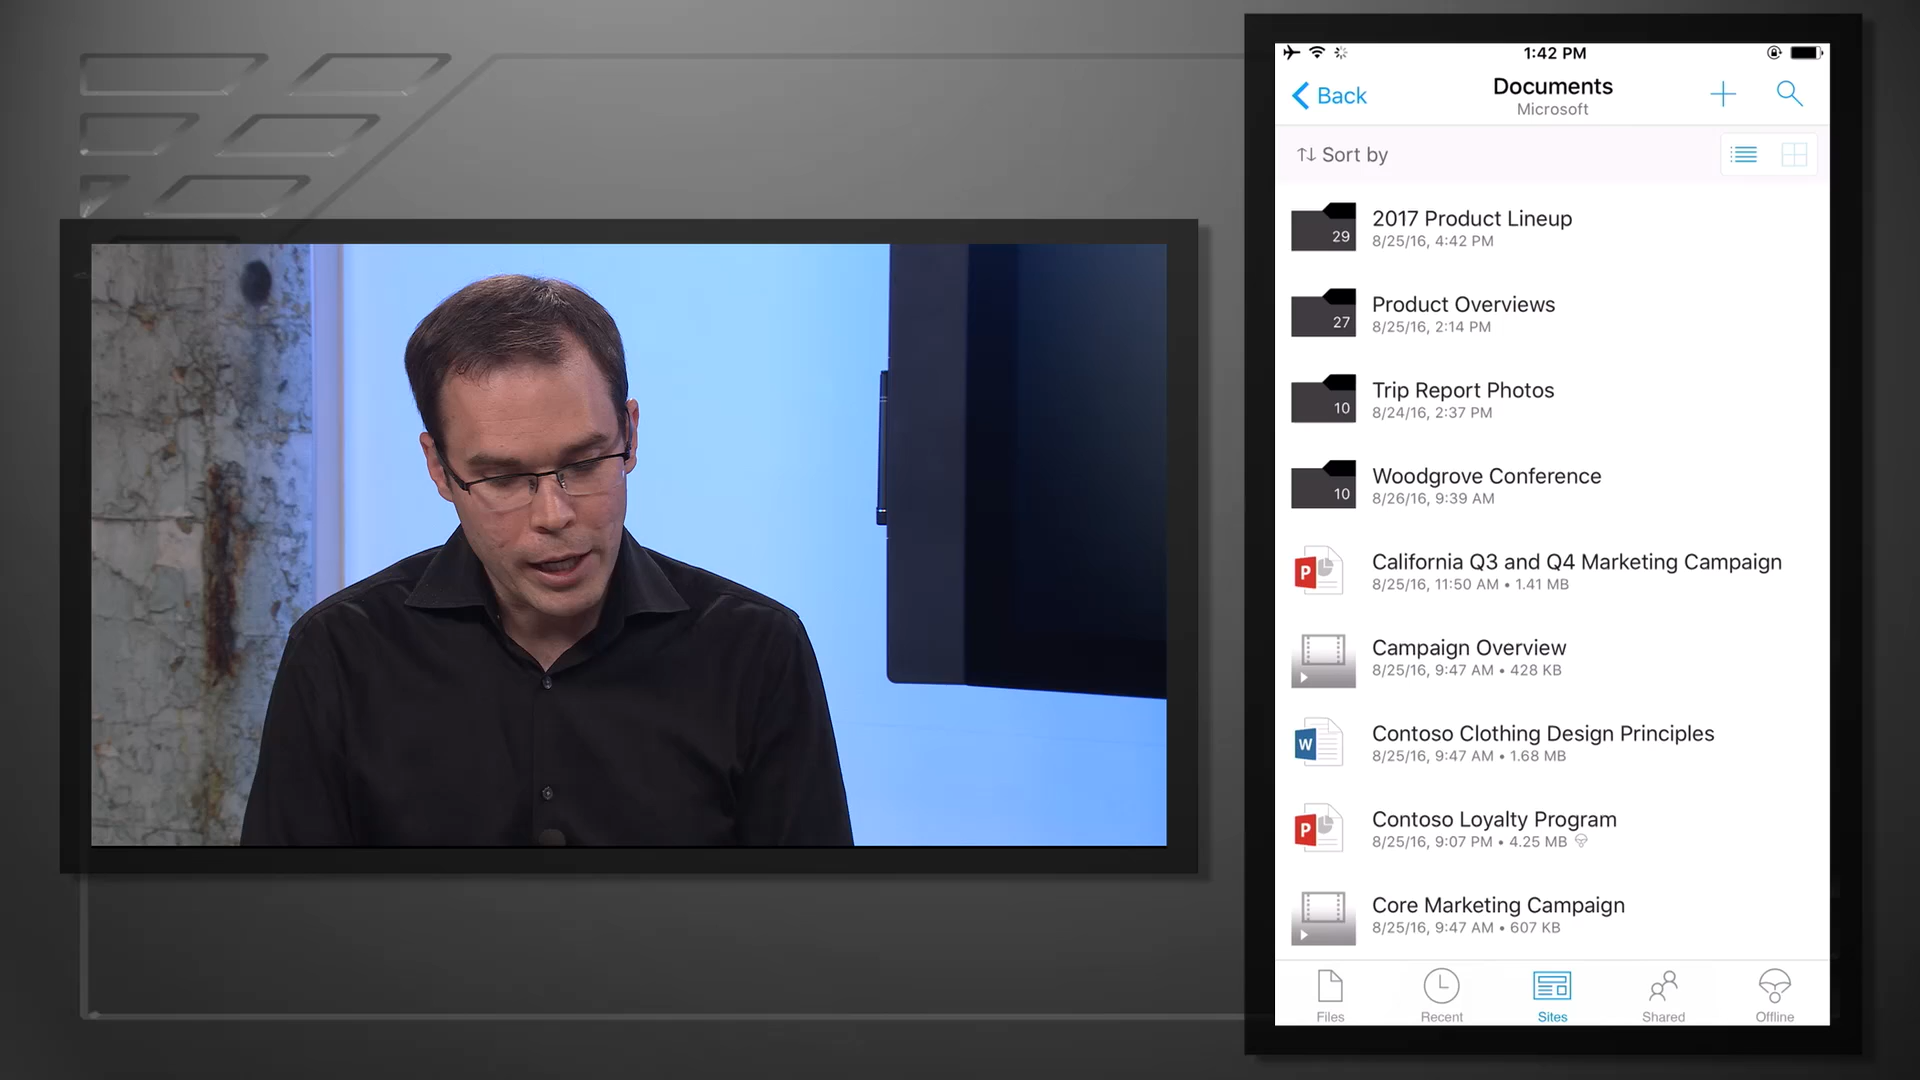 1:42 PM
Back
Documents
Microsoft
Sort by
29
2017 Product Lineup
8/25/16, 4:42 PM
27
Product Overviews
8/25/16, 2:14 PM
10
Trip Report Photos
8/24/16, 2:37 PM
10
Woodgrove Conference
8/26/16, 9:39 AM
P
California Q3 and Q4 Marketing Campaign
8/25/16, 11:50 AM • 1.41 MB
Campaign Overview
8/25/16, 9:47 AM • 428 KB
W
Contoso Clothing Design Principles
8/25/16, 9:47 AM • 1.68 MB
P
Contoso Loyalty Program
8/25/16, 9:07 PM • 4.25 MB
Core Marketing Campaign
8/25/16, 9:47 AM • 607 KB
Files
Recent
Sites
Shared
Offline